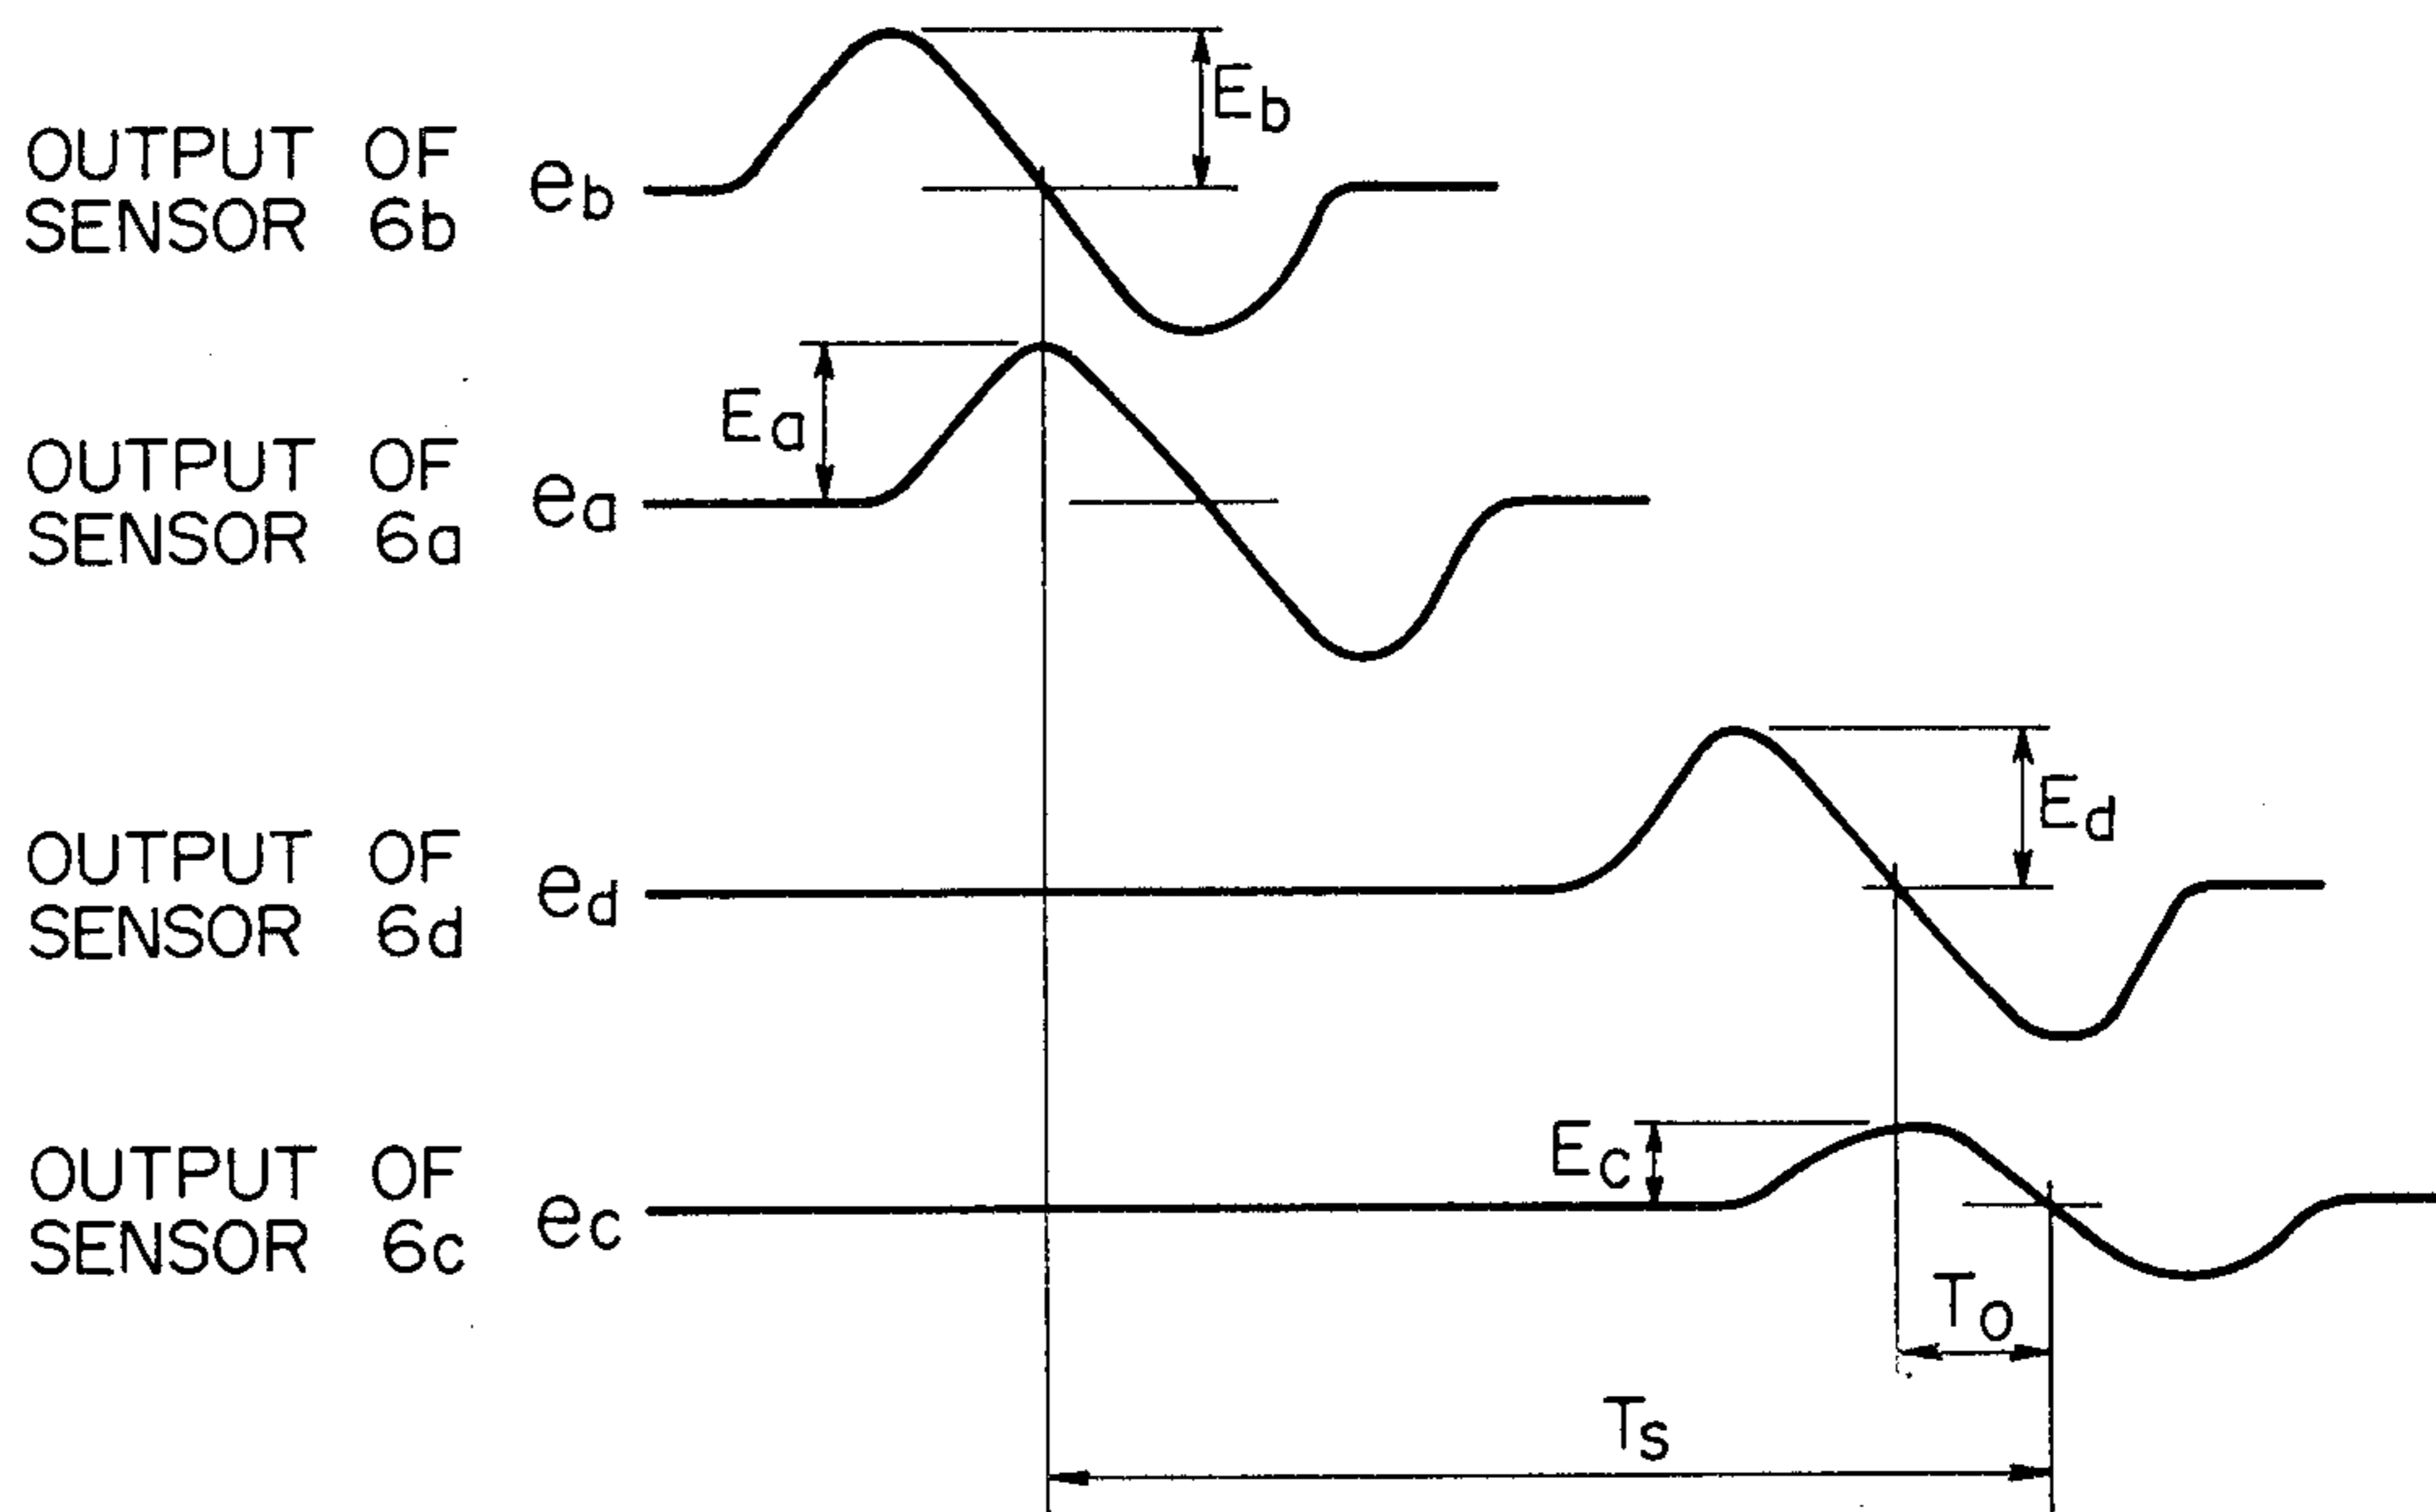 OUTPUT OF
SENSOR 6b
eb
Eb
OUTPUT OF
SENSOR 6a
ea
Ea
OUTPUT OF
SENSOR 6d
ed
Ed
OUTPUT OF
SENSOR 6c
ec
Ec
To
Ts